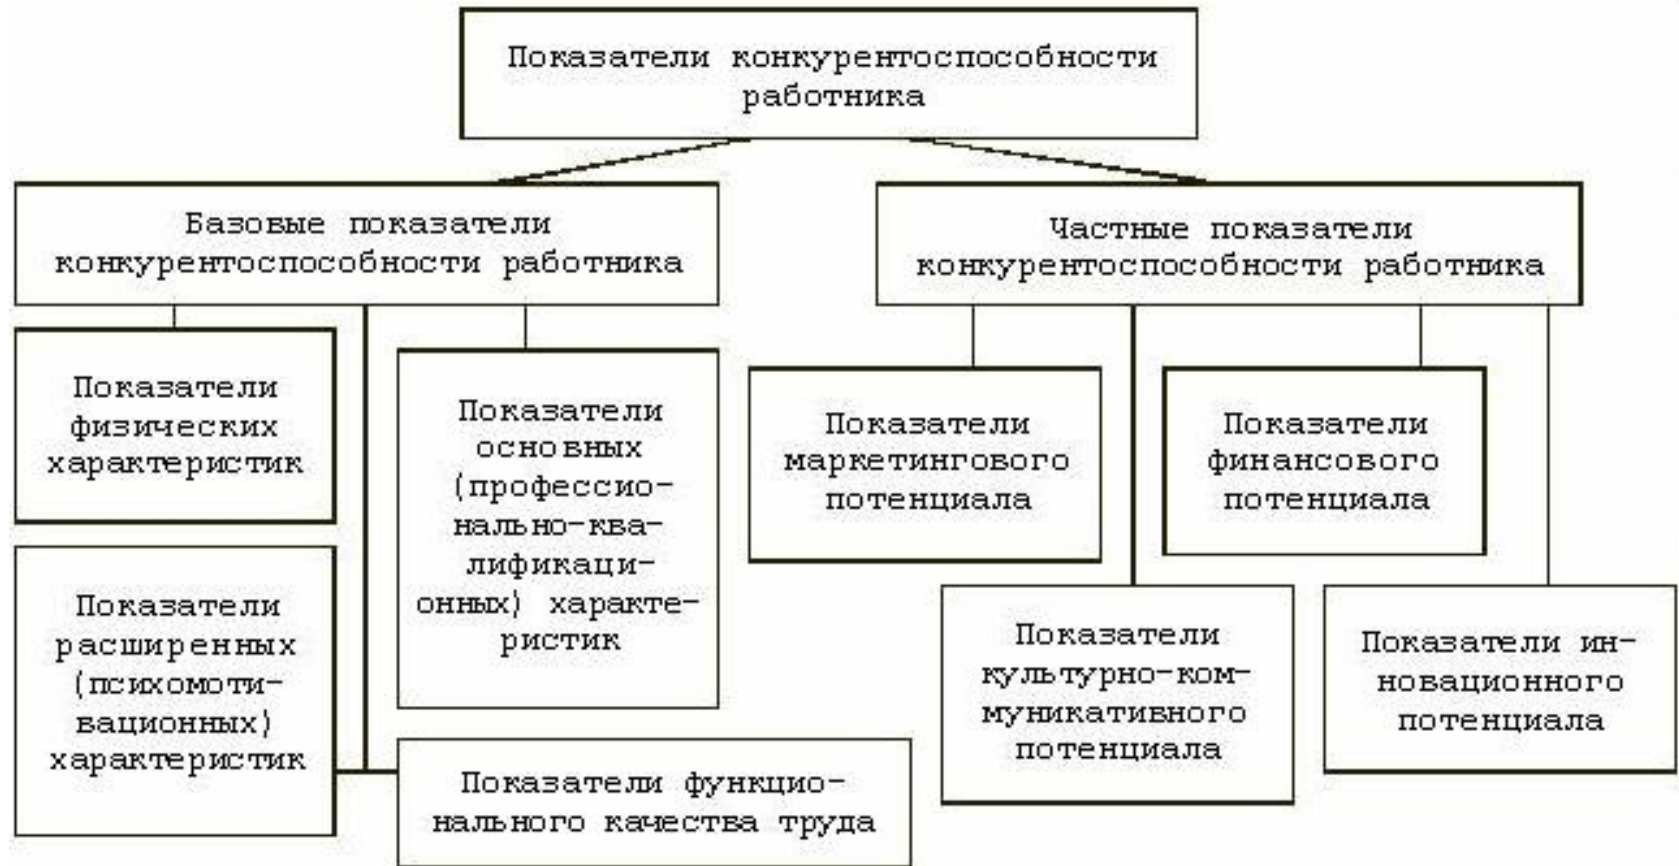 Показатели конкурентоспособности
работника
Базовые показатели
конкурентоспособности работника
Частные показатели
конкурентоспособности работника
Показатели
физических
характеристик
Показатели
основных
(профессио-
нально-ква-
лификаци-
онных) характе-
ристик
Показатели
маркетингового
потенциала
Показатели
финансового
потенциала
Показатели
расширенных
(психомоти-
вационных)
характеристик
Показатели функцио-
нального качества труда
Показатели
культурно-ком-
муникативного
потенциала
Показатели ин-
новационного
потенциала